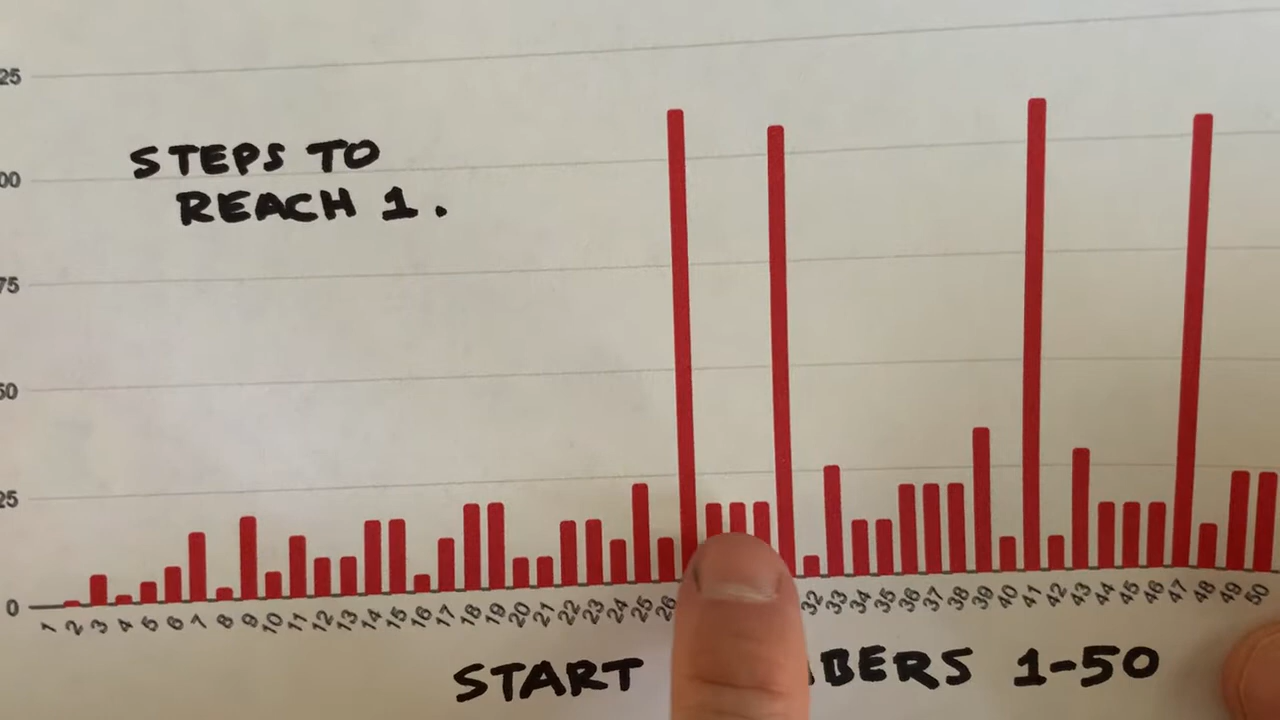 25
STEPS TO
00
REACH 1.
75
50
25
0
1 2 3 4 5 6 7 8 9 10 11 12 13 14 15 16 17 18 19 20 21 22 23 24 25 26 32 33 34 35 36 37 38 39 40 41 42 43 44 45 46 47 48 49 50
START BERS 1-50